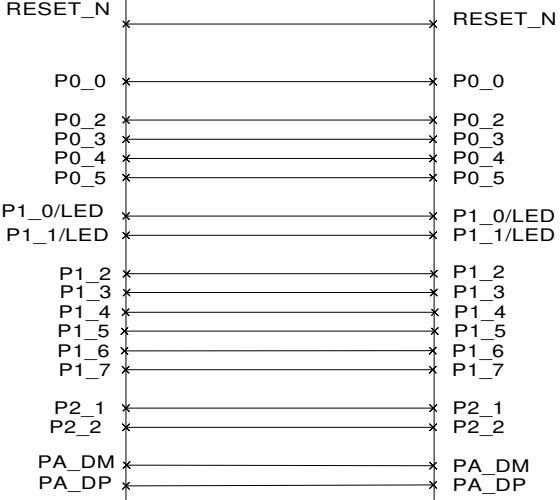 RESET_N RESET_N
P0_0 P0_0
P0_2 P0_2
P0_3 P0_3
P0_4 P0_4
P0_5 P0_5
P1_0/LED P1_0/LED
P1_1/LED P1_1/LED
P1_2 P1_2
P1_3 P1_3
P1_4 P1_4
P1_5 P1_5
P1_6 P1_6
P1_7 P1_7
P2_1 P2_1
P2_2 P2_2
PA_DM PA_DM
PA_DP PA_DP